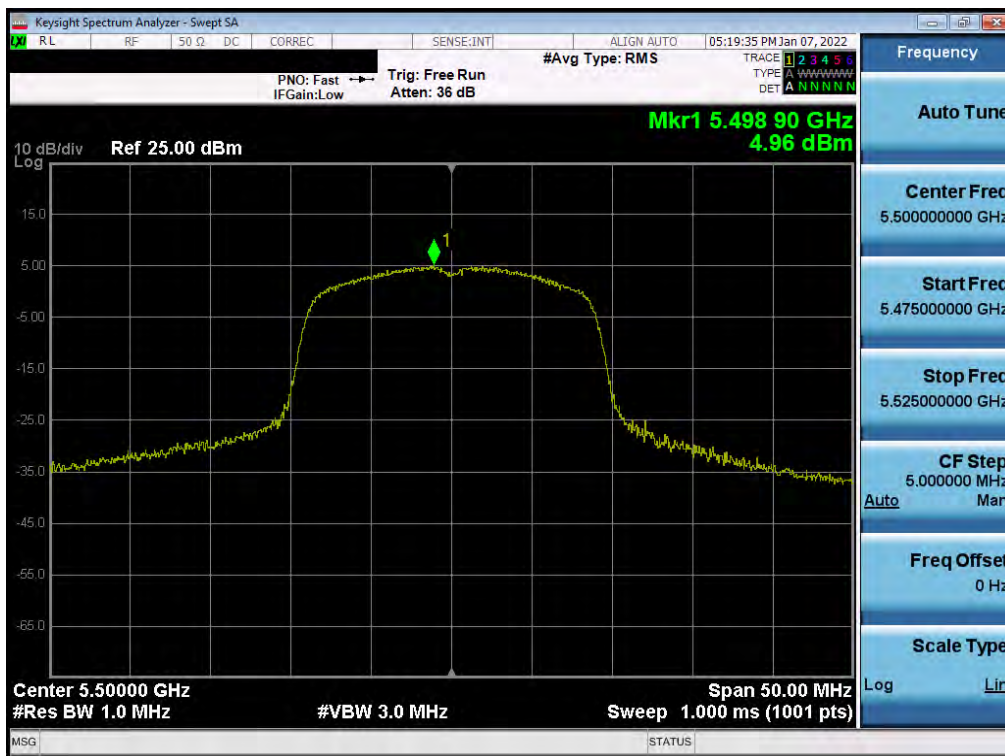 Keysight Spectrum Analyzer - Swept SA
LXI RL RF 50 Ω DC CORREC SENSE:INT ALIGN AUTO 05:19:35 PM Jan 07, 2022
#Avg Type: RMS
TRACE 1 2 3 4 5 6
TYPE A WWWWW
DET A N N N N N
PNO: Fast Trig: Free Run
IFGain:Low Atten: 36 dB
Mkr1 5.498 90 GHz
4.96 dBm
10 dB/div Ref 25.00 dBm
Log
15.0
5.00
-5.00
-15.0
-25.0
-35.0
-45.0
-55.0
-65.0
1
Center 5.50000 GHz Span 50.00 MHz
#Res BW 1.0 MHz #VBW 3.0 MHz Sweep 1.000 ms (1001 pts)
MSG STATUS
Frequency
Auto Tune
Center Freq
5.500000000 GHz
Start Freq
5.475000000 GHz
Stop Freq
5.525000000 GHz
CF Step
5.000000 MHz
Auto Man
Freq Offset
0 Hz
Scale Type
Log Lin